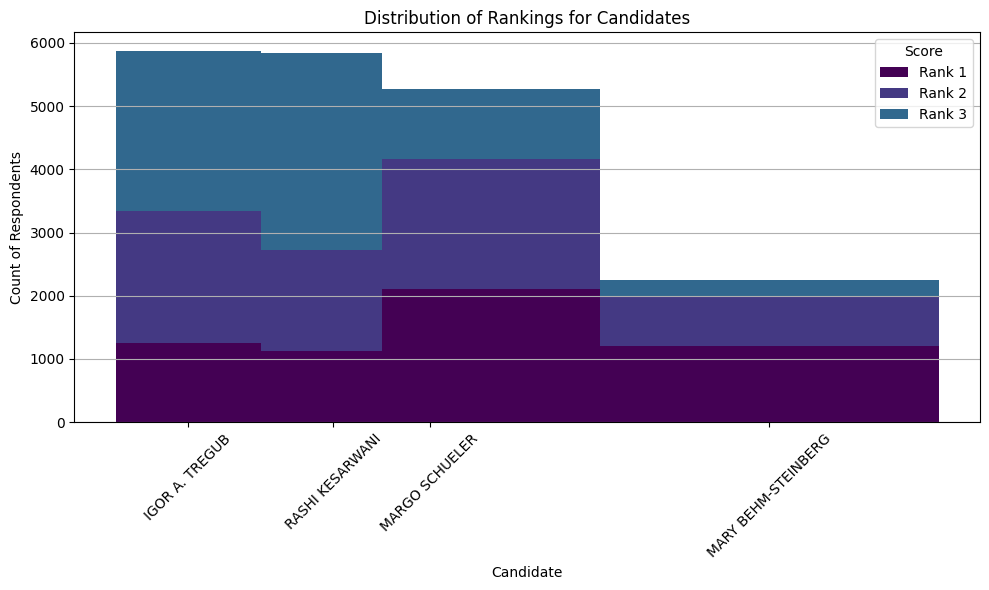 Distribution of Rankings for Candidates
Count of Respondents
6000
5000
4000
3000
2000
1000
0
Score
Rank 1
Rank 2
Rank 3
IGOR A. TREGUB
RASHI KESARWANI
MARGO SCHUELER
MARY BEHM-STEINBERG
Candidate